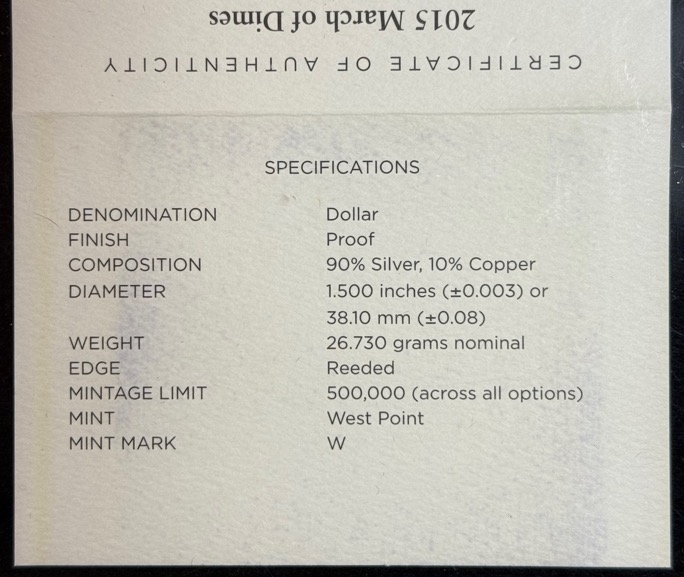 2015 March of Dimes
CERTIFICATE OF AUTHENTICITY
SPECIFICATIONS
DENOMINATION Dollar
FINISH Proof
COMPOSITION 90% Silver, 10% Copper
DIAMETER 1.500 inches (±0.003) or
38.10 mm (±0.08)
WEIGHT 26.730 grams nominal
EDGE Reeded
MINTAGE LIMIT 500,000 (across all options)
MINT West Point
MINT MARK W